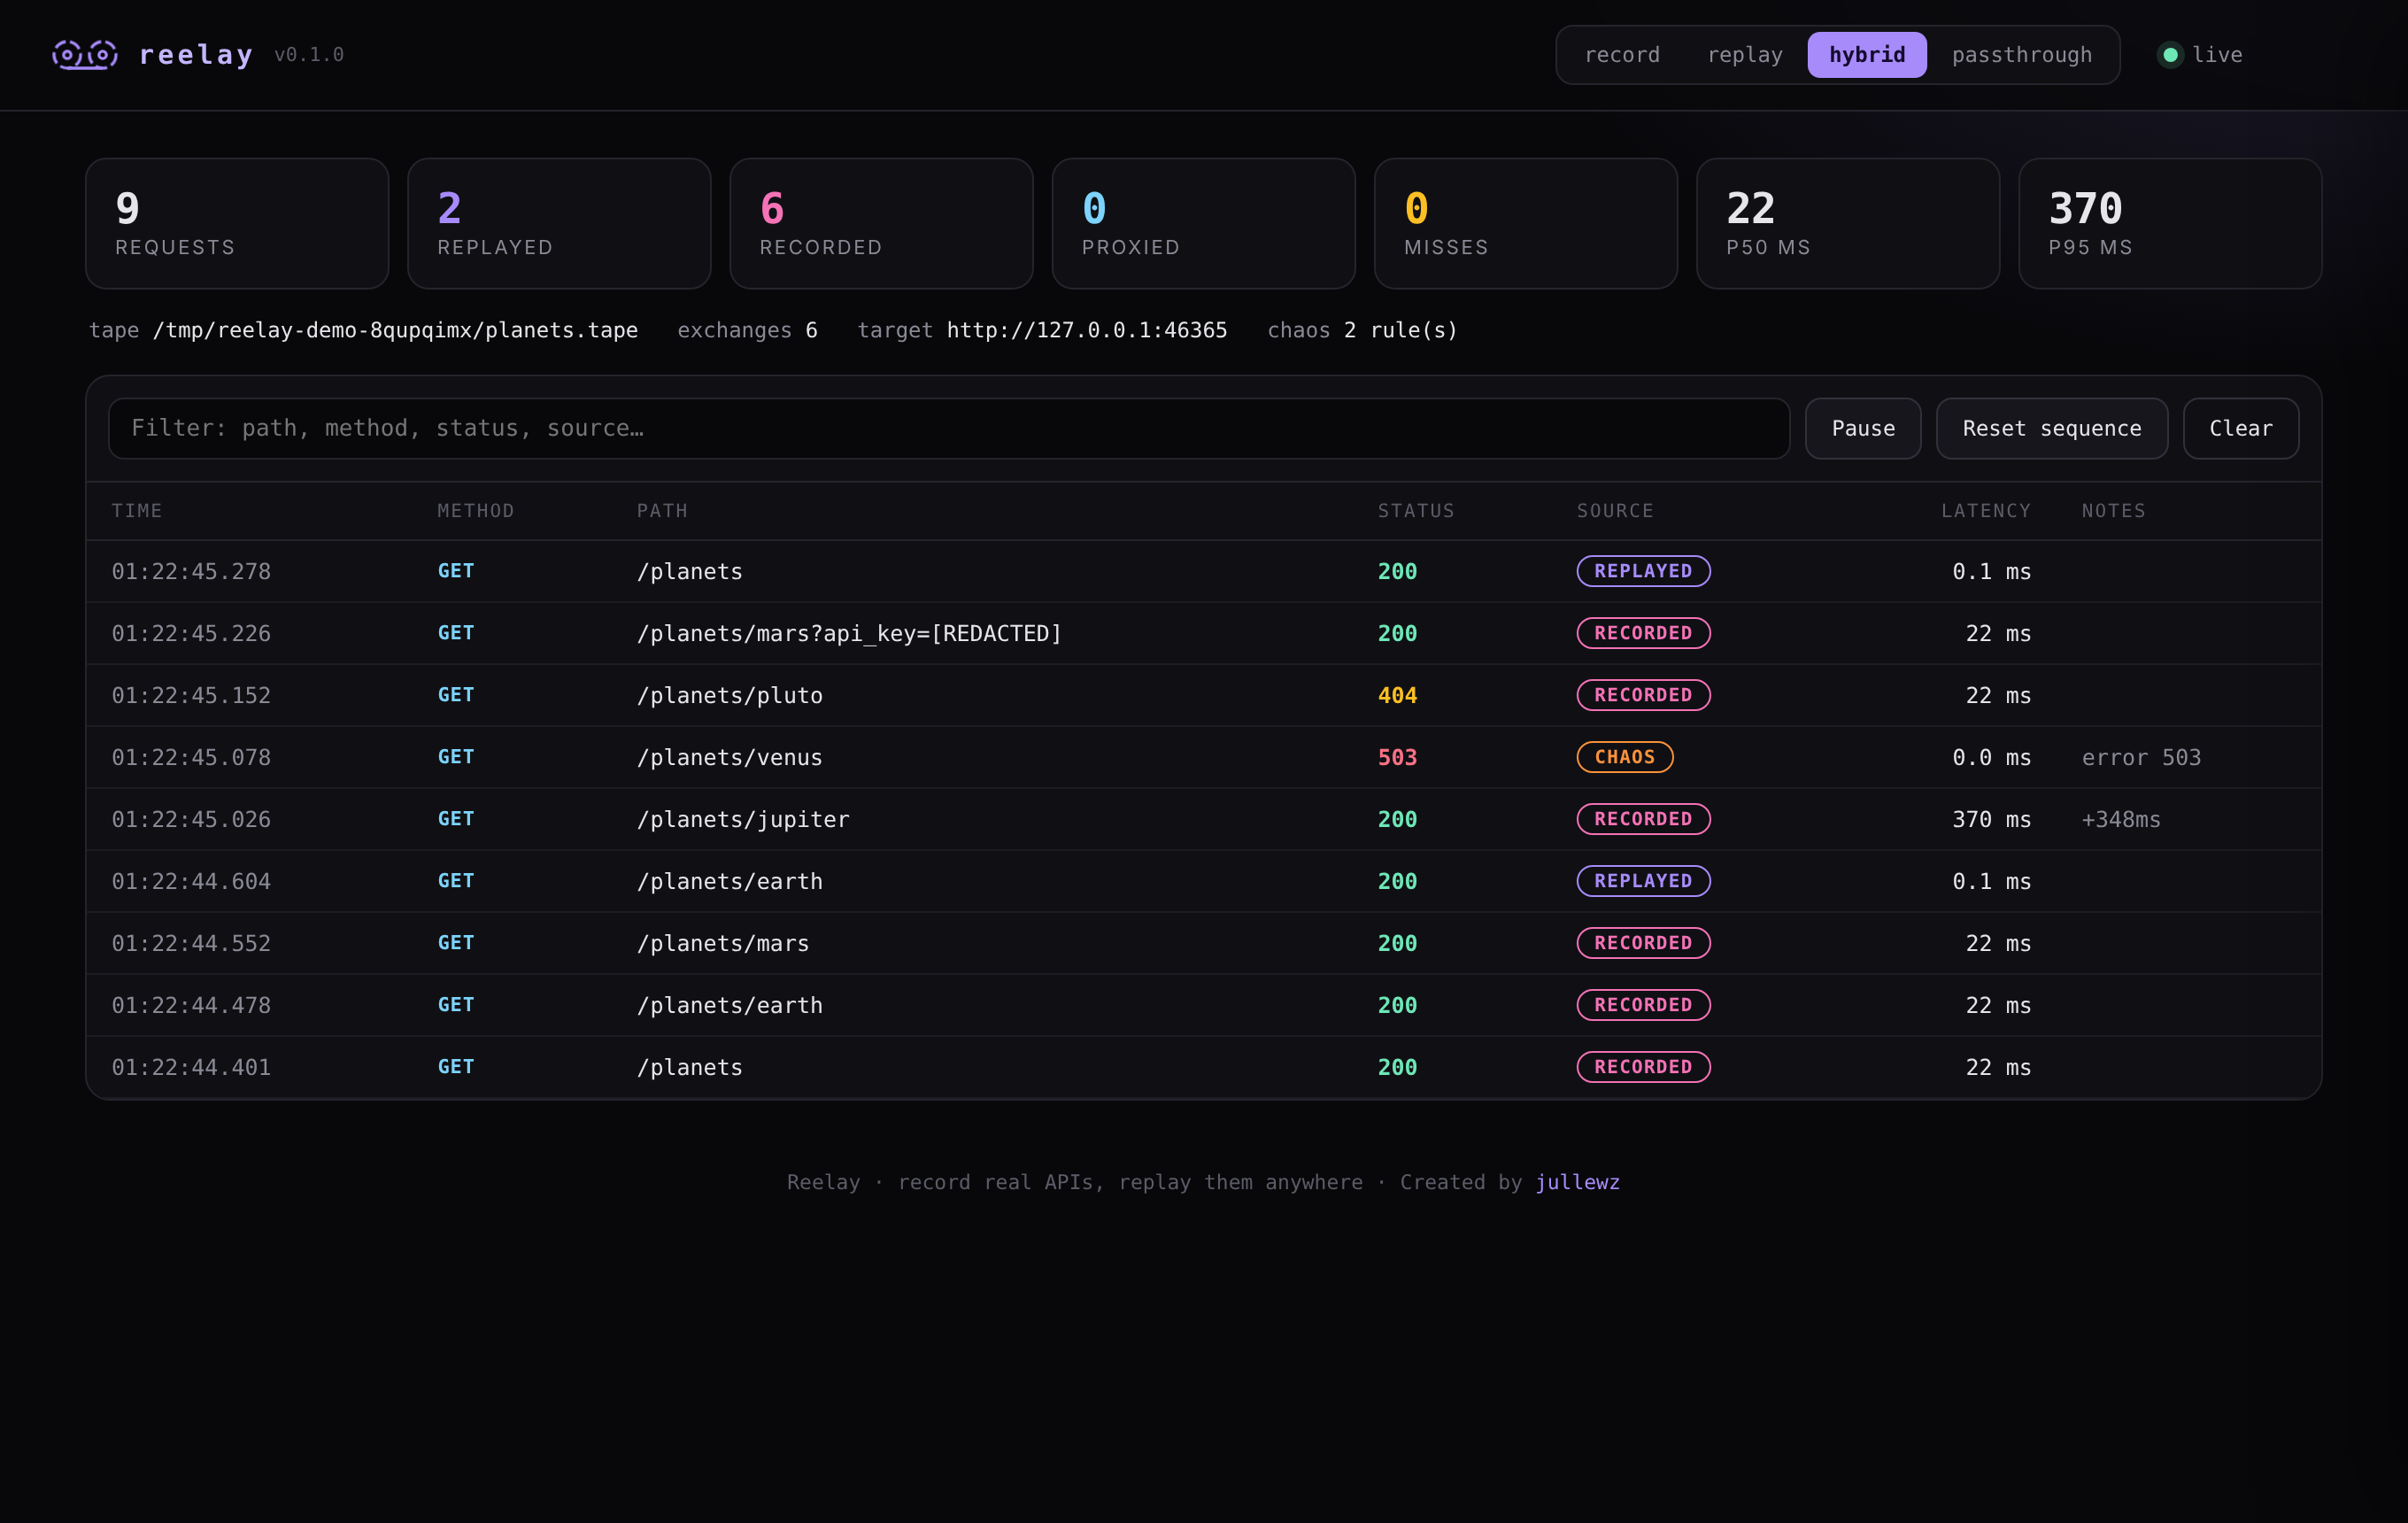 reelay v0.1.0 record replay hybrid passthrough live
9 2 6 0 0 22 370
REQUESTS REPLAYED RECORDED PROXIED MISSES P50 MS P95 MS
tape /tmp/reelay-demo-8qupqimx/planets.tape exchanges 6 target http://127.0.0.1:46365 chaos 2 rule(s)
Filter: path, method, status, source… Pause Reset sequence Clear
TIME METHOD PATH STATUS SOURCE LATENCY NOTES
01:22:45.278 GET /planets 200 REPLAYED 0.1 ms
01:22:45.226 GET /planets/mars?api_key=[REDACTED] 200 RECORDED 22 ms
01:22:45.152 GET /planets/pluto 404 RECORDED 22 ms
01:22:45.078 GET /planets/venus 503 CHAOS 0.0 ms error 503
01:22:45.026 GET /planets/jupiter 200 RECORDED 370 ms +348ms
01:22:44.604 GET /planets/earth 200 REPLAYED 0.1 ms
01:22:44.552 GET /planets/mars 200 RECORDED 22 ms
01:22:44.478 GET /planets/earth 200 RECORDED 22 ms
01:22:44.401 GET /planets 200 RECORDED 22 ms
Reelay · record real APIs, replay them anywhere · Created by jullewz